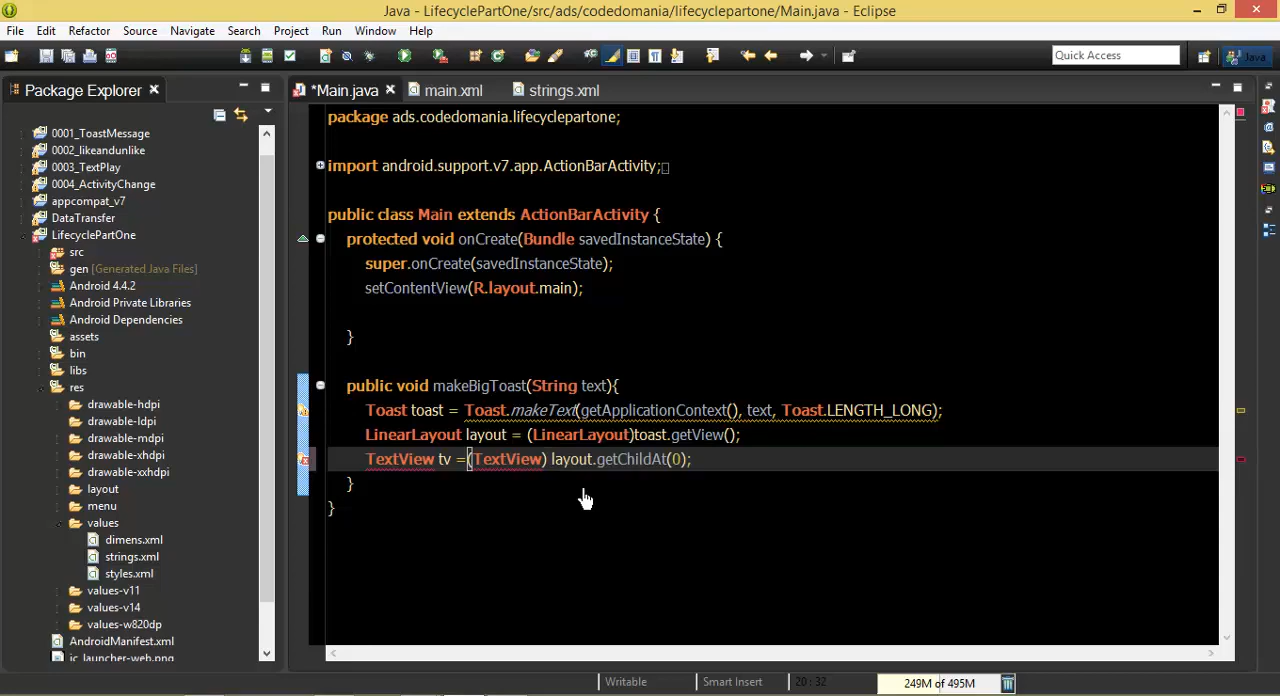 Java - LifecyclePartOne/src/ads/codedomania/lifecyclepartone/Main.java - Eclipse
File Edit Refactor Source Navigate Search Project Run Window Help
Quick Access
Java
Package Explorer
*Main.java
main.xml
strings.xml
0001_ToastMessage
0002_likeandunlike
0003_TextPlay
0004_ActivityChange
appcompat_v7
DataTransfer
LifecyclePartOne
src
gen [Generated Java Files]
Android 4.4.2
Android Private Libraries
Android Dependencies
assets
bin
libs
res
drawable-hdpi
drawable-ldpi
drawable-mdpi
drawable-xhdpi
drawable-xxhdpi
layout
menu
values
dimens.xml
strings.xml
styles.xml
values-v11
values-v14
values-w820dp
AndroidManifest.xml
ic_launcher-web.png
package ads.codedomania.lifecyclepartone;
import android.support.v7.app.ActionBarActivity;
public class Main extends ActionBarActivity {
protected void onCreate(Bundle savedInstanceState) {
super.onCreate(savedInstanceState);
setContentView(R.layout.main);
}
public void makeBigToast(String text){
Toast toast = Toast.makeText(getApplicationContext(), text, Toast.LENGTH_LONG);
LinearLayout layout = (LinearLayout)toast.getView();
TextView tv =(TextView) layout.getChildAt(0);
}
}
Writable
Smart Insert
20 : 32
249M of 495M